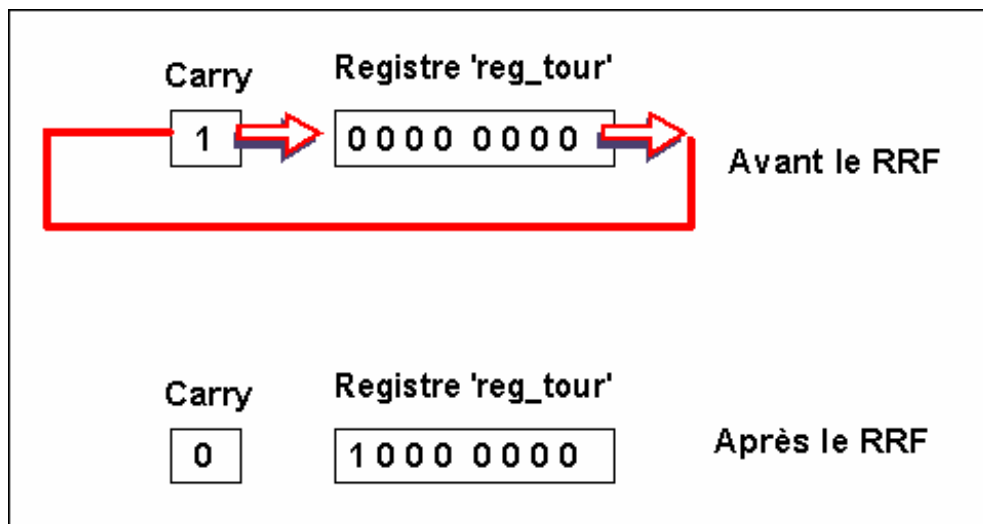 Carry Registre 'reg_tour'
1 0000 0000 Avant le RRF
Carry Registre 'reg_tour'
0 1000 0000 Après le RRF